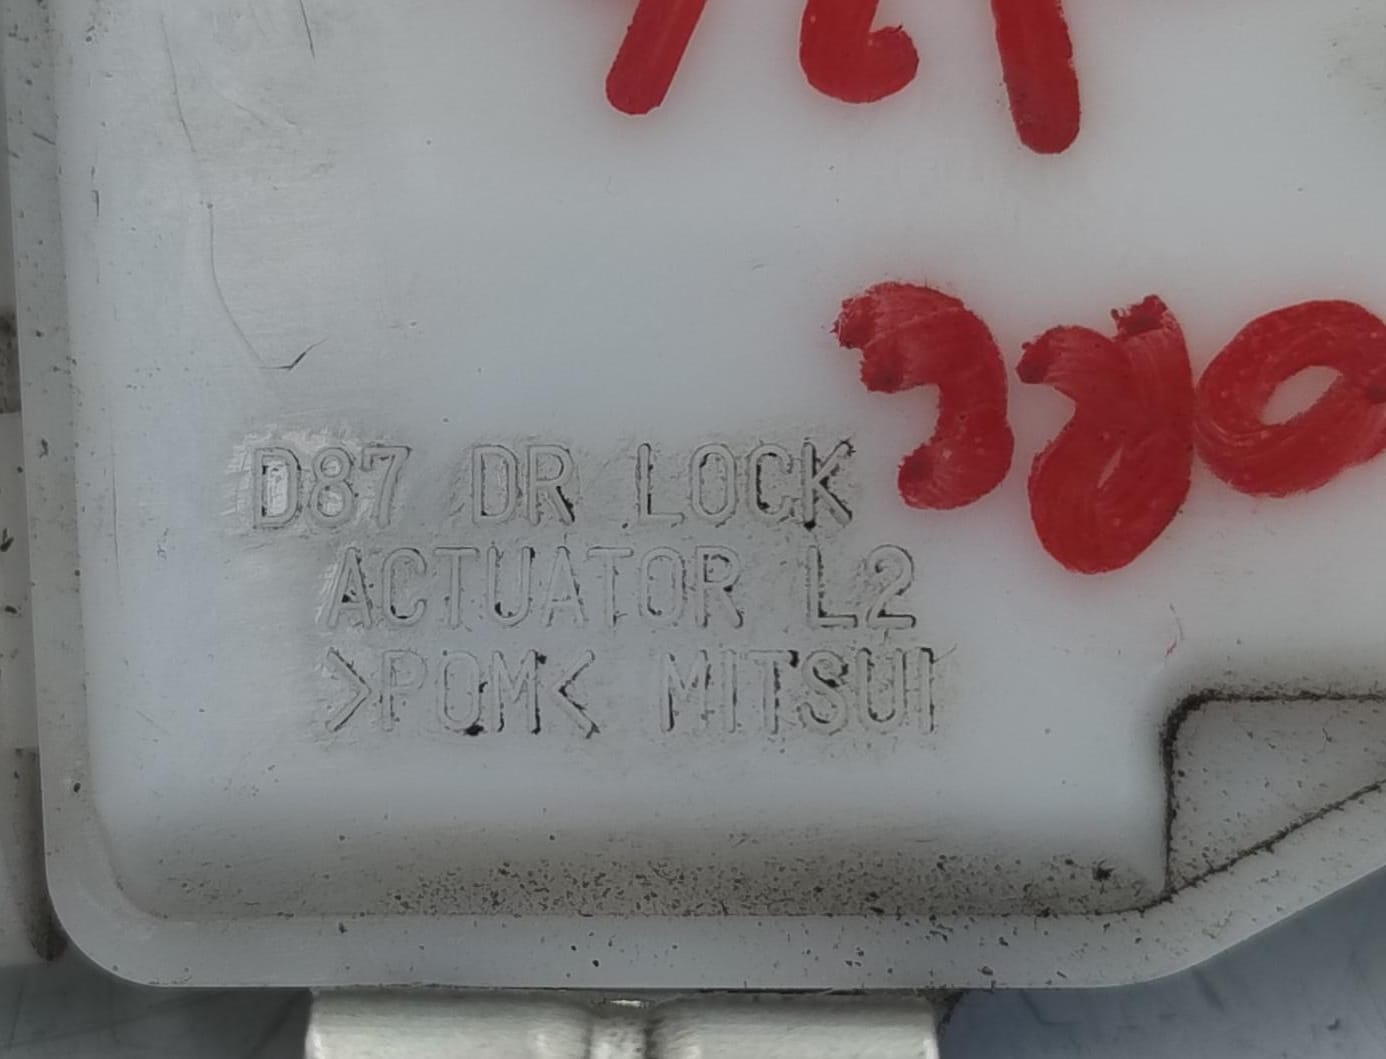 D87 DR LOCK
ACTUATOR L2
>POM< MITSUI